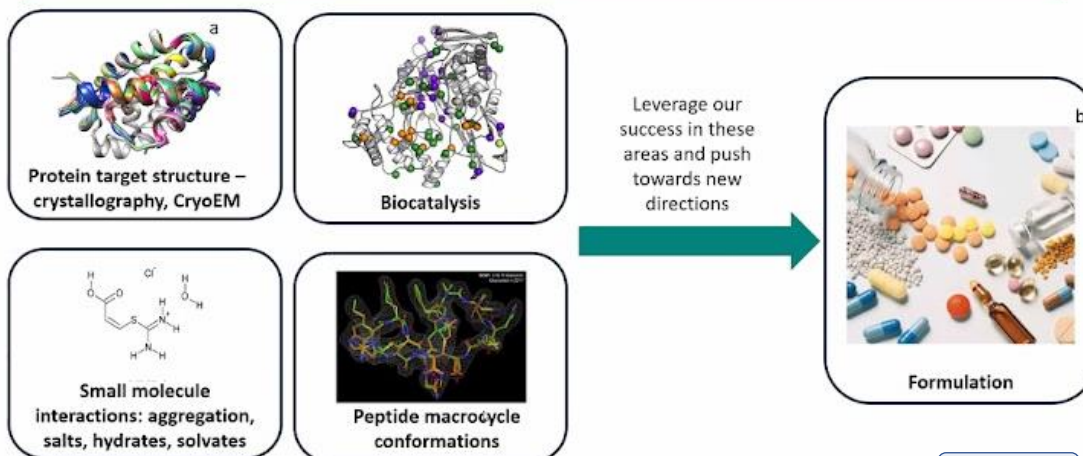 a
Protein target structure –
crystallography, CryoEM
Biocatalysis
Leverage our
success in these
areas and push
towards new
directions
b
Formulation
H
O
O
Cl⁻
H
O
H
S
N⁺
H
H
N
H
H
Small molecule
interactions: aggregation,
salts, hydrates, solvates
Peptide macrocycle
conformations